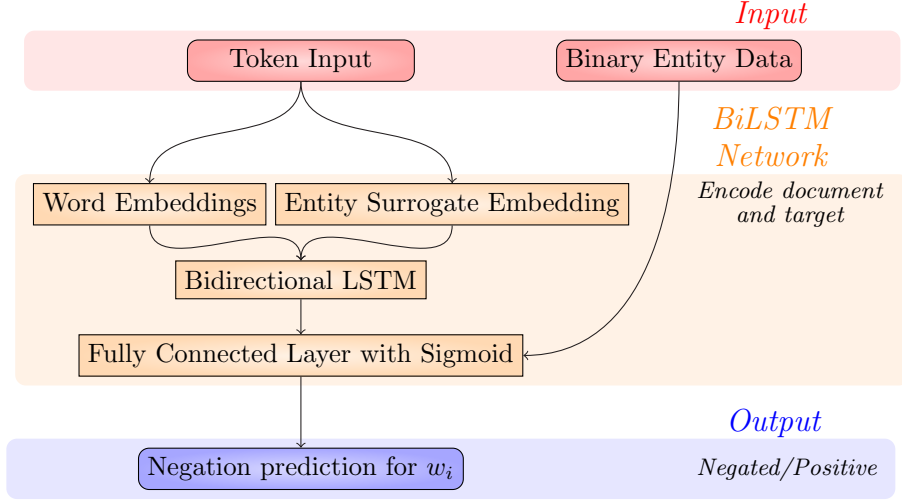 Input
Token Input
Binary Entity Data
BiLSTM
Network
Word Embeddings
Entity Surrogate Embedding
Encode document
and target
Bidirectional LSTM
Fully Connected Layer with Sigmoid
Output
Negation prediction for w_i
Negated/Positive